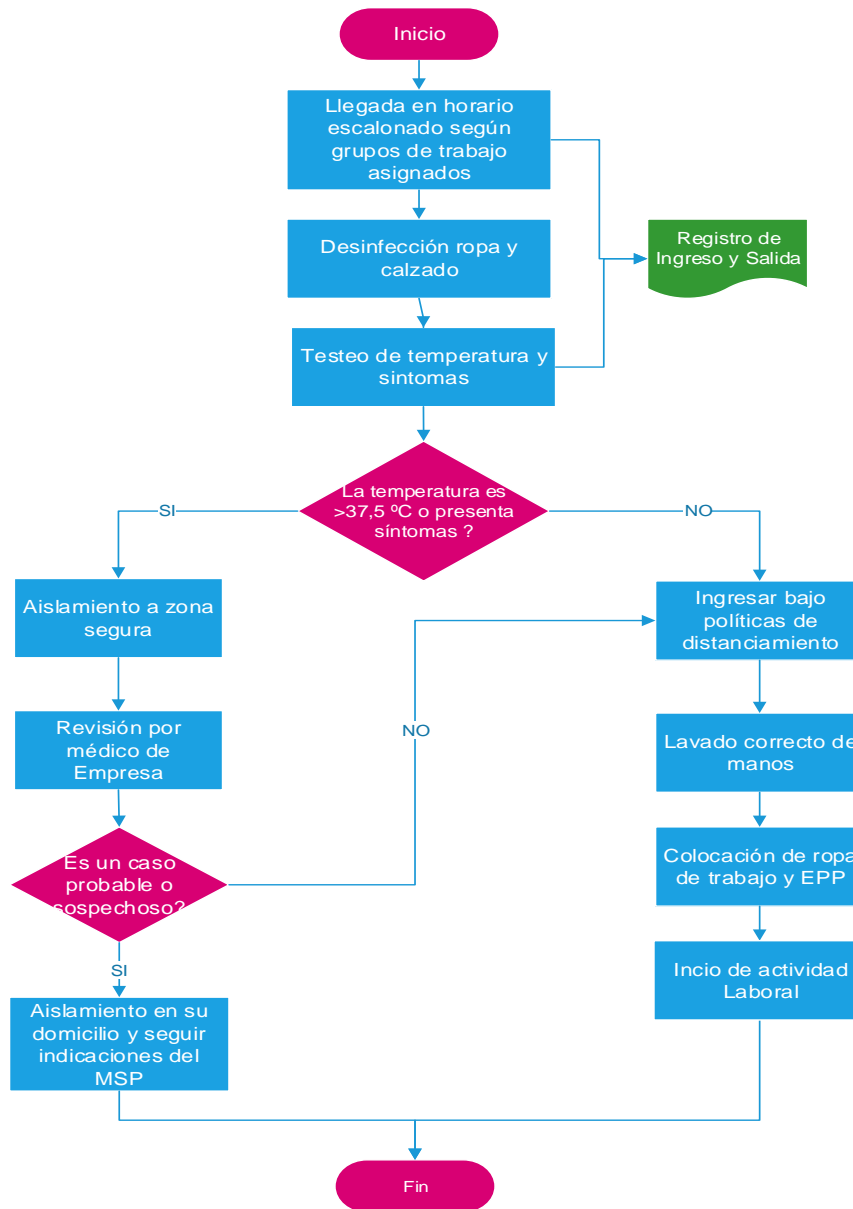 Inicio
Llegada en horario
escalonado según
grupos de trabajo
asignados
Desinfección ropa y
calzado
Registro de
Ingreso y Salida
Testeo de temperatura y
sintomas
La temperatura es
>37,5 ºC o presenta
síntomas ?
SI
NO
Aislamiento a zona
segura
Ingresar bajo
políticas de
distanciamiento
Revisión por
médico de
Empresa
NO
Lavado correcto de
manos
Es un caso
probable o
sospechoso?
Colocación de ropa
de trabajo y EPP
SI
Incio de actividad
Laboral
Aislamiento en su
domicilio y seguir
indicaciones del
MSP
Fin